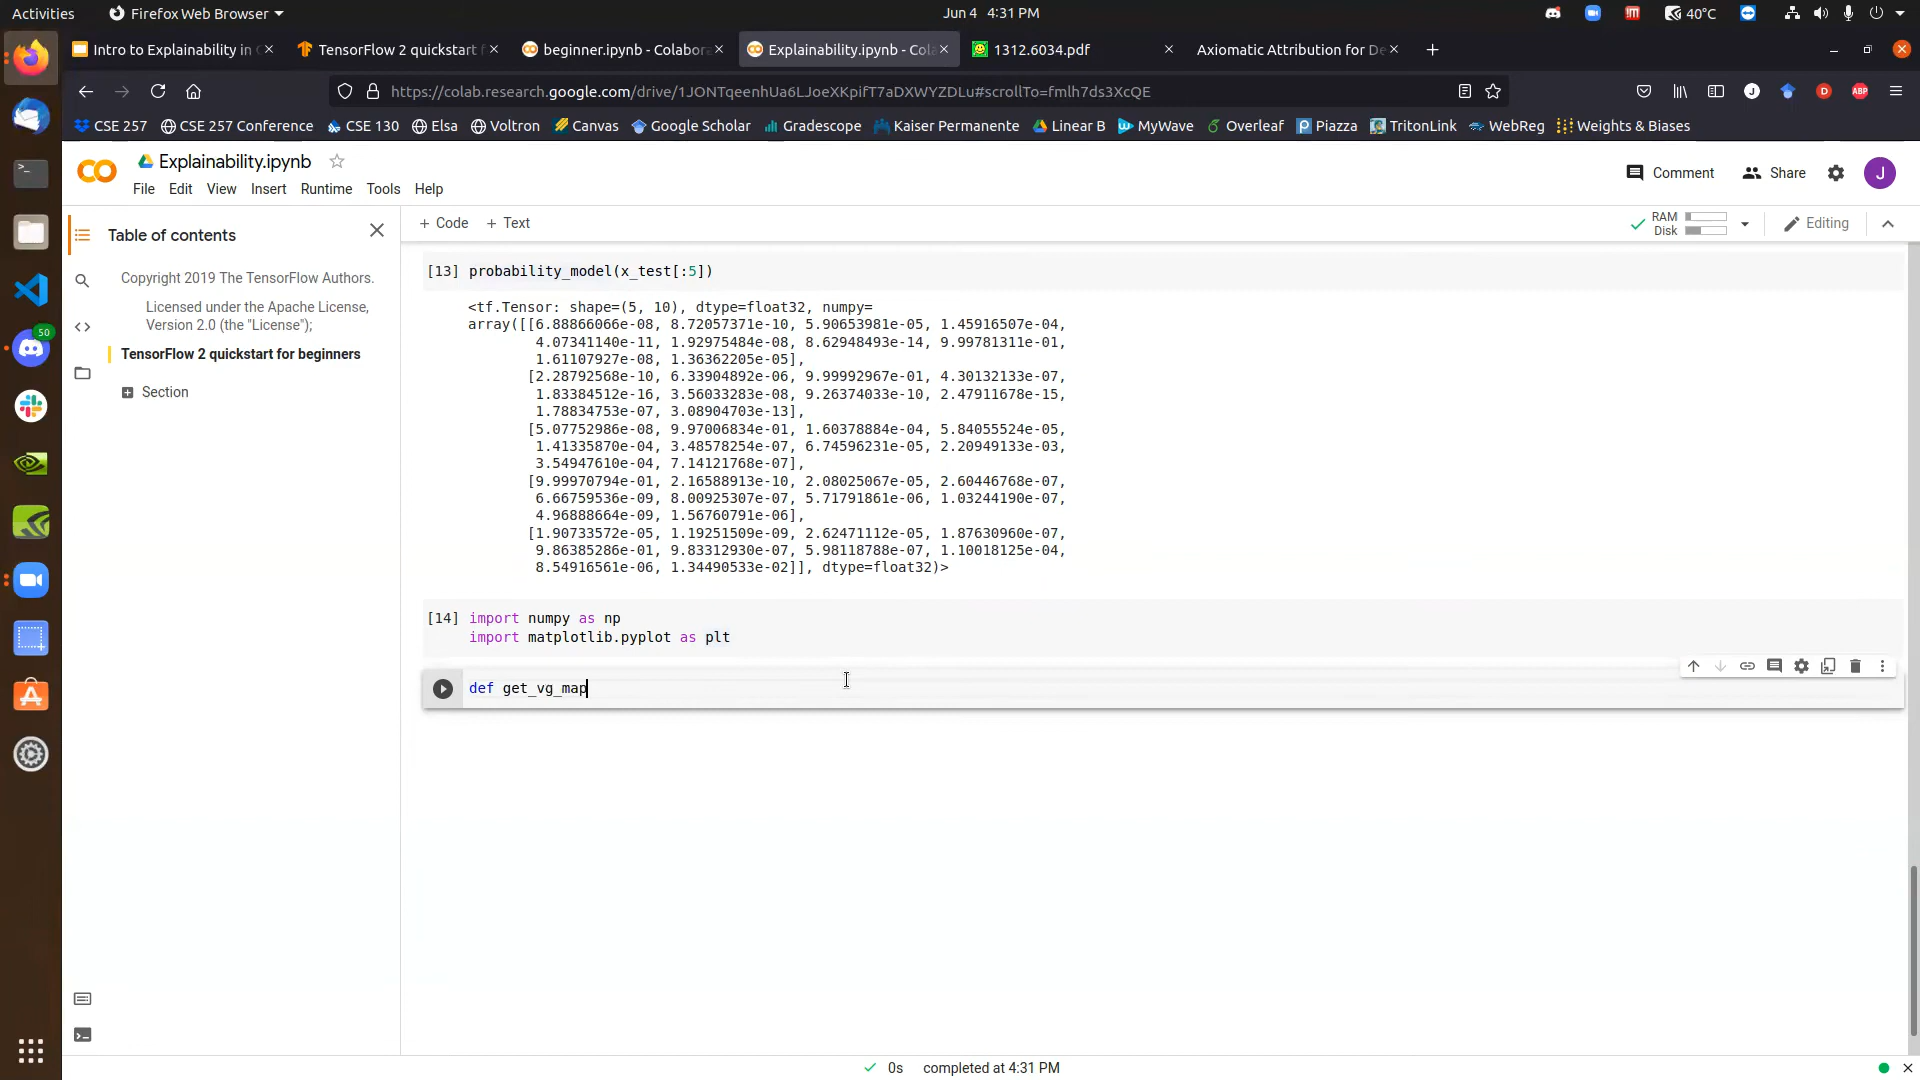 Activities
Firefox Web Browser
Jun 4 4:31 PM
40°C
Intro to Explainability in C
TensorFlow 2 quickstart f
beginner.ipynb - Colabora
Explainability.ipynb - Cola
1312.6034.pdf
Axiomatic Attribution for De
https://colab.research.google.com/drive/1JONTqeenhUa6LJoeXKpifT7aDXWYZDLu#scrollTo=fmlh7ds3XcQE
CSE 257
CSE 257 Conference
CSE 130
Elsa
Voltron
Canvas
Google Scholar
Gradescope
Kaiser Permanente
Linear B
MyWave
Overleaf
Piazza
TritonLink
WebReg
Weights & Biases
Explainability.ipynb
Comment
Share
J
File Edit View Insert Runtime Tools Help
Table of contents
+ Code + Text
RAM
Disk
Editing
Copyright 2019 The TensorFlow Authors.
Licensed under the Apache License,
Version 2.0 (the "License");
TensorFlow 2 quickstart for beginners
Section
50
[13] probability_model(x_test[:5])
<tf.Tensor: shape=(5, 10), dtype=float32, numpy=
array([[6.88866066e-08, 8.72057371e-10, 5.90653981e-05, 1.45916507e-04,
4.07341140e-11, 1.92975484e-08, 8.62948493e-14, 9.99781311e-01,
1.61107927e-08, 1.36362205e-05],
[2.28792568e-10, 6.33904892e-06, 9.99992967e-01, 4.30132133e-07,
1.83384512e-16, 3.56033283e-08, 9.26374033e-10, 2.47911678e-15,
1.78834753e-07, 3.08904703e-13],
[5.07752986e-08, 9.97006834e-01, 1.60378884e-04, 5.84055524e-05,
1.41335870e-04, 3.48578254e-07, 6.74596231e-05, 2.20949133e-03,
3.54947610e-04, 7.14121768e-07],
[9.99970794e-01, 2.16588913e-10, 2.08025067e-05, 2.60446768e-07,
6.66759536e-09, 8.00925307e-07, 5.71791861e-06, 1.03244190e-07,
4.96888664e-09, 1.56760791e-06],
[1.90733572e-05, 1.19251509e-09, 2.62471112e-05, 1.87630960e-07,
9.86385286e-01, 9.83312930e-07, 5.98118788e-07, 1.10018125e-04,
8.54916561e-06, 1.34490533e-02]], dtype=float32)>
[14] import numpy as np
import matplotlib.pyplot as plt
def get_vg_map
0s completed at 4:31 PM